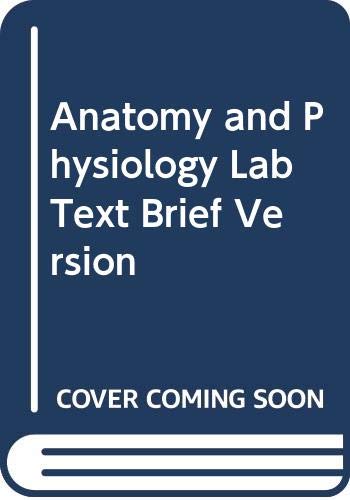 Anatomy and P
hysiology Lab
Text Brief Ve
rsion
COVER COMING SOON